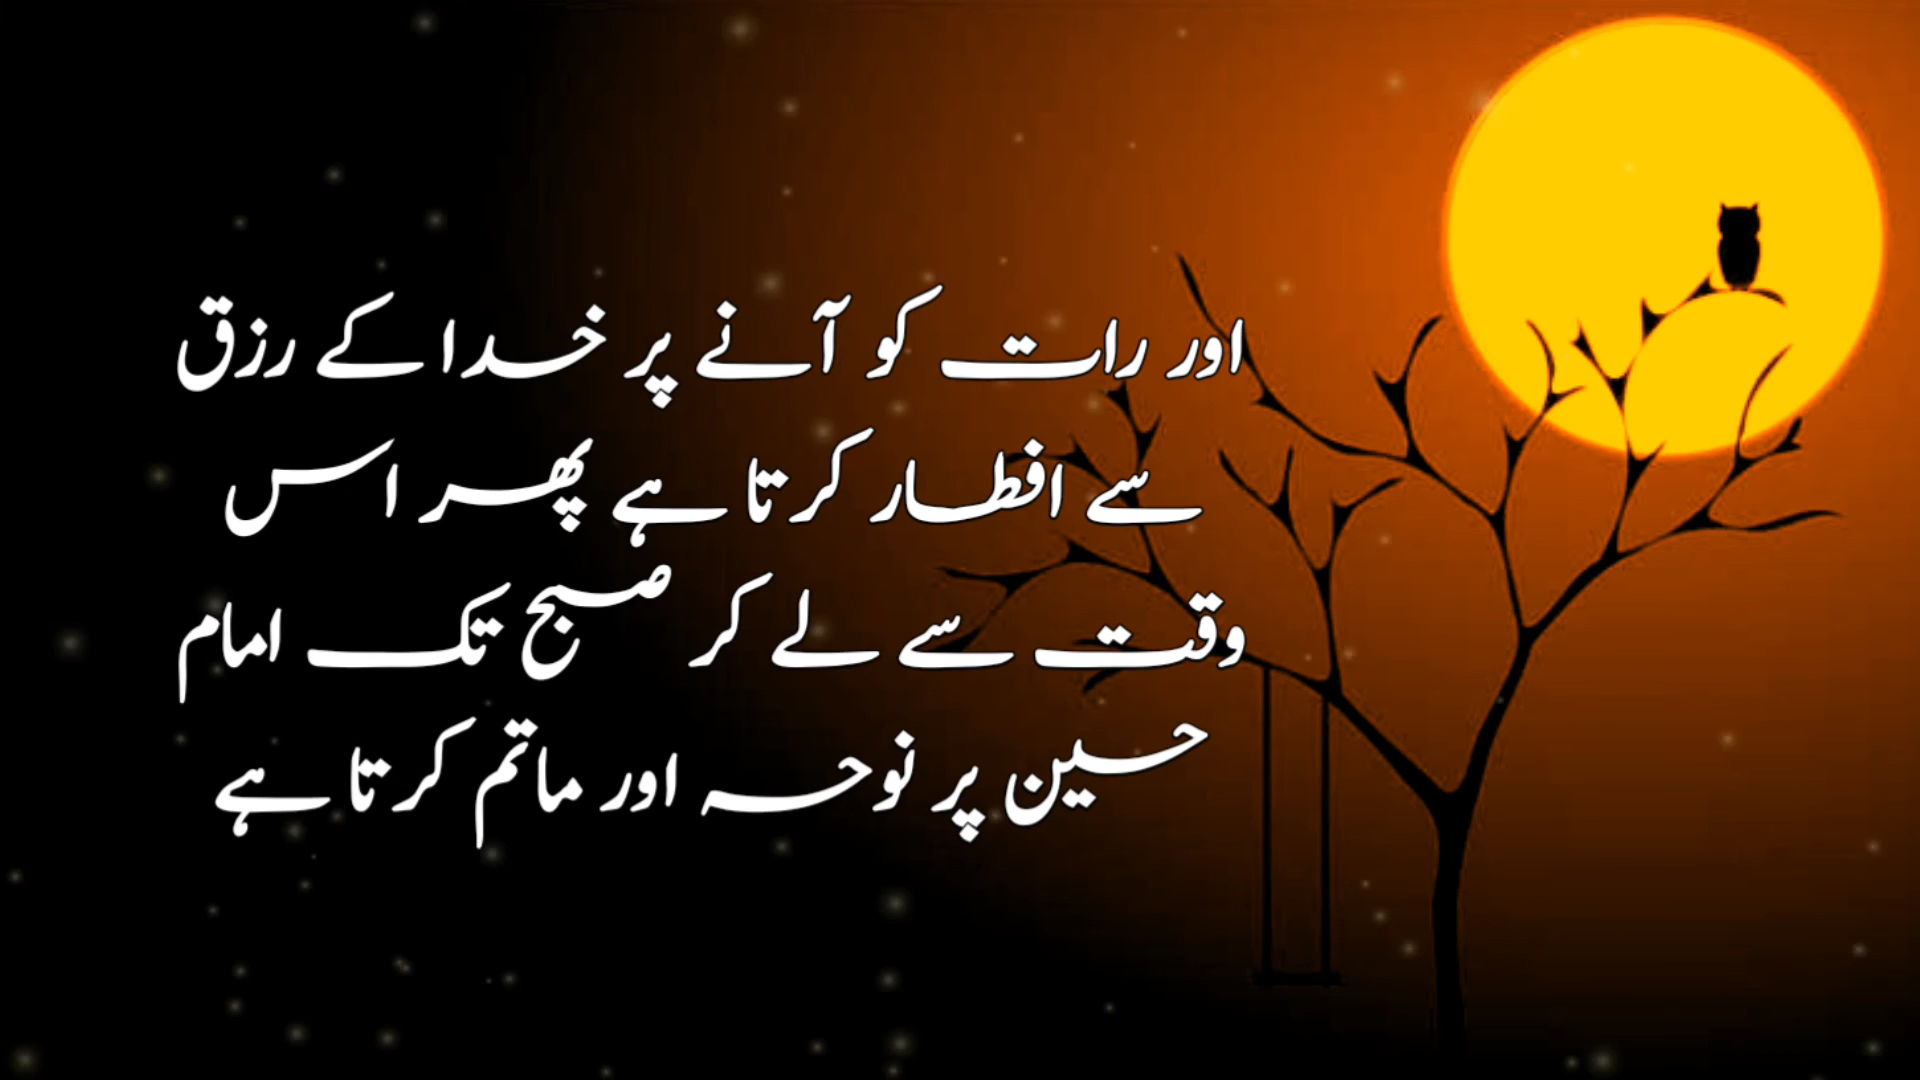 اور رات کو آنے پر خدا کے رزق
سے افطار کرتا ہے پھر اس
وقت سے لے کر صبح تک امام
حسین پر نوحہ اور ماتم کرتا ہے